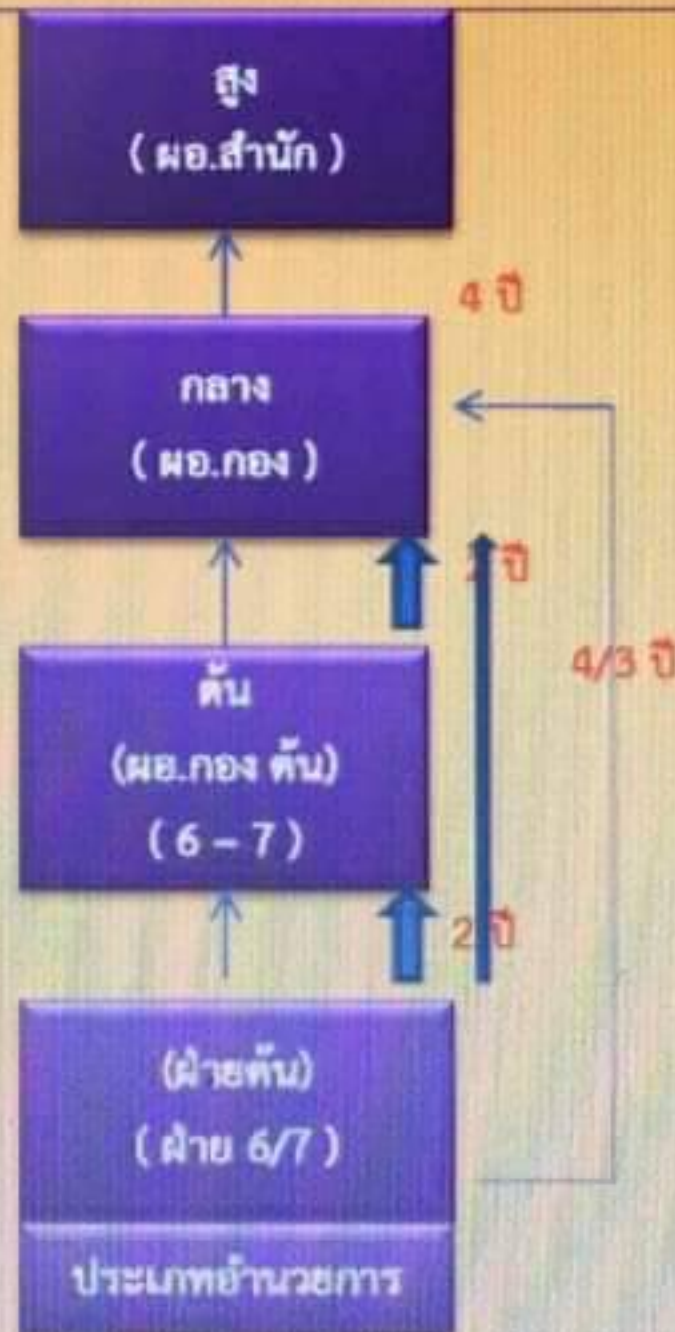 สูง
( ผอ.สำนัก )
4 ปี
กลาง
( ผอ.กอง )
ปี
4/3 ปี
ต้น
(ผอ.กอง ต้น)
( 6 – 7 )
2 ปี
(ฝ่ายต้น)
( ฝ่าย 6/7 )
ประเภทอำนวยการ